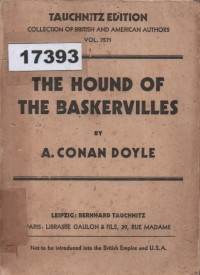 TAUCHNITZ EDITION
COLLECTION OF BRITISH AND AMERICAN AUTHORS
VOL. 3571
17393
THE HOUND OF
THE BASKERVILLES
BY
A. CONAN DOYLE
LEIPZIG: BERNHARD TAUCHNITZ
PARIS: LIBRAIRIE GAULON & FILS, 39, RUE MADAME
Not to be introduced into the British Empire and U.S.A.